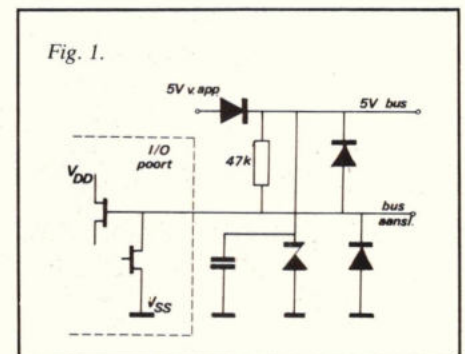 Fig. 1.
5V v. app
5V bus
I/O
poort
47k
VDD
bus
aansl.
VSS